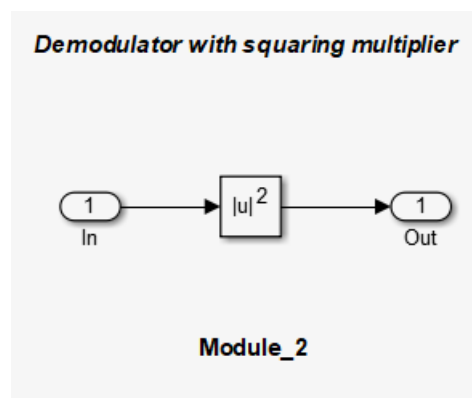 Demodulator with squaring multiplier
1
|u|²
1
In
Out
Module_2